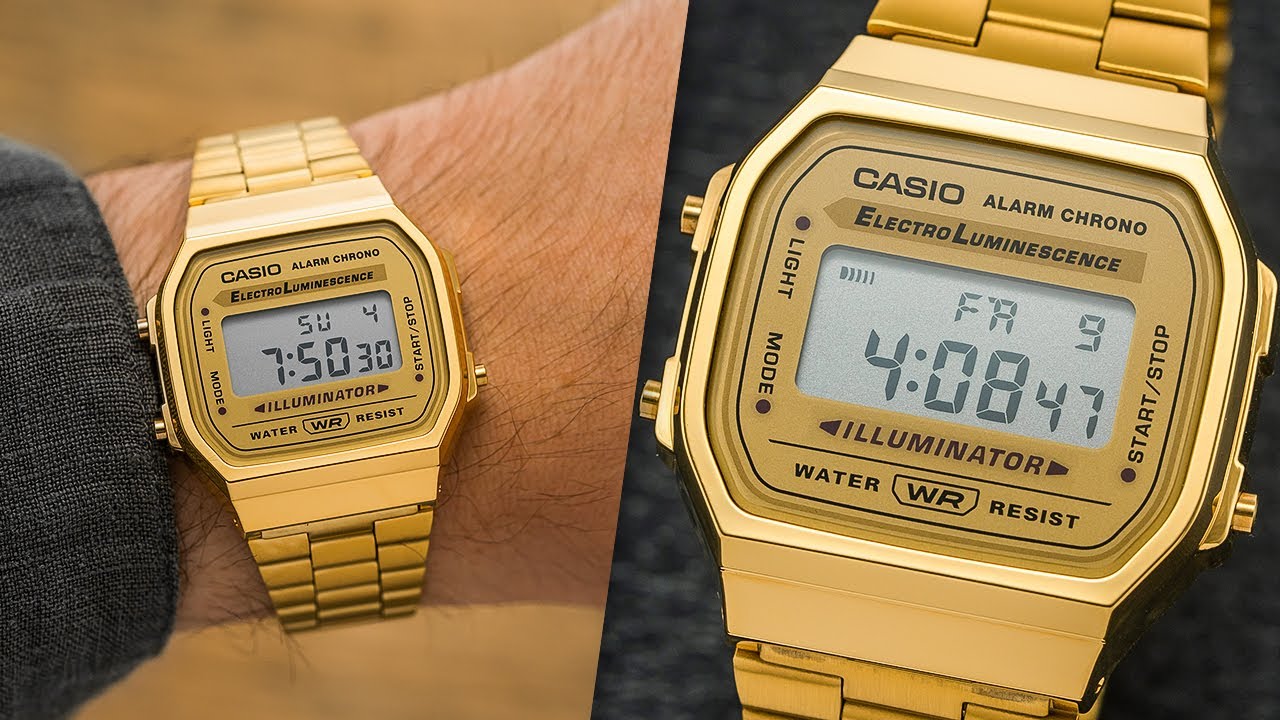 CASIO ALARM CHRONO
ELECTRO LUMINESCENCE
LIGHT
SU 4
7:50 30
MODE
START/STOP
ILLUMINATOR
WATER WR RESIST
CASIO ALARM CHRONO
ELECTRO LUMINESCENCE
LIGHT
FR 9
4:08 47
MODE
START/STOP
ILLUMINATOR
WATER WR RESIST